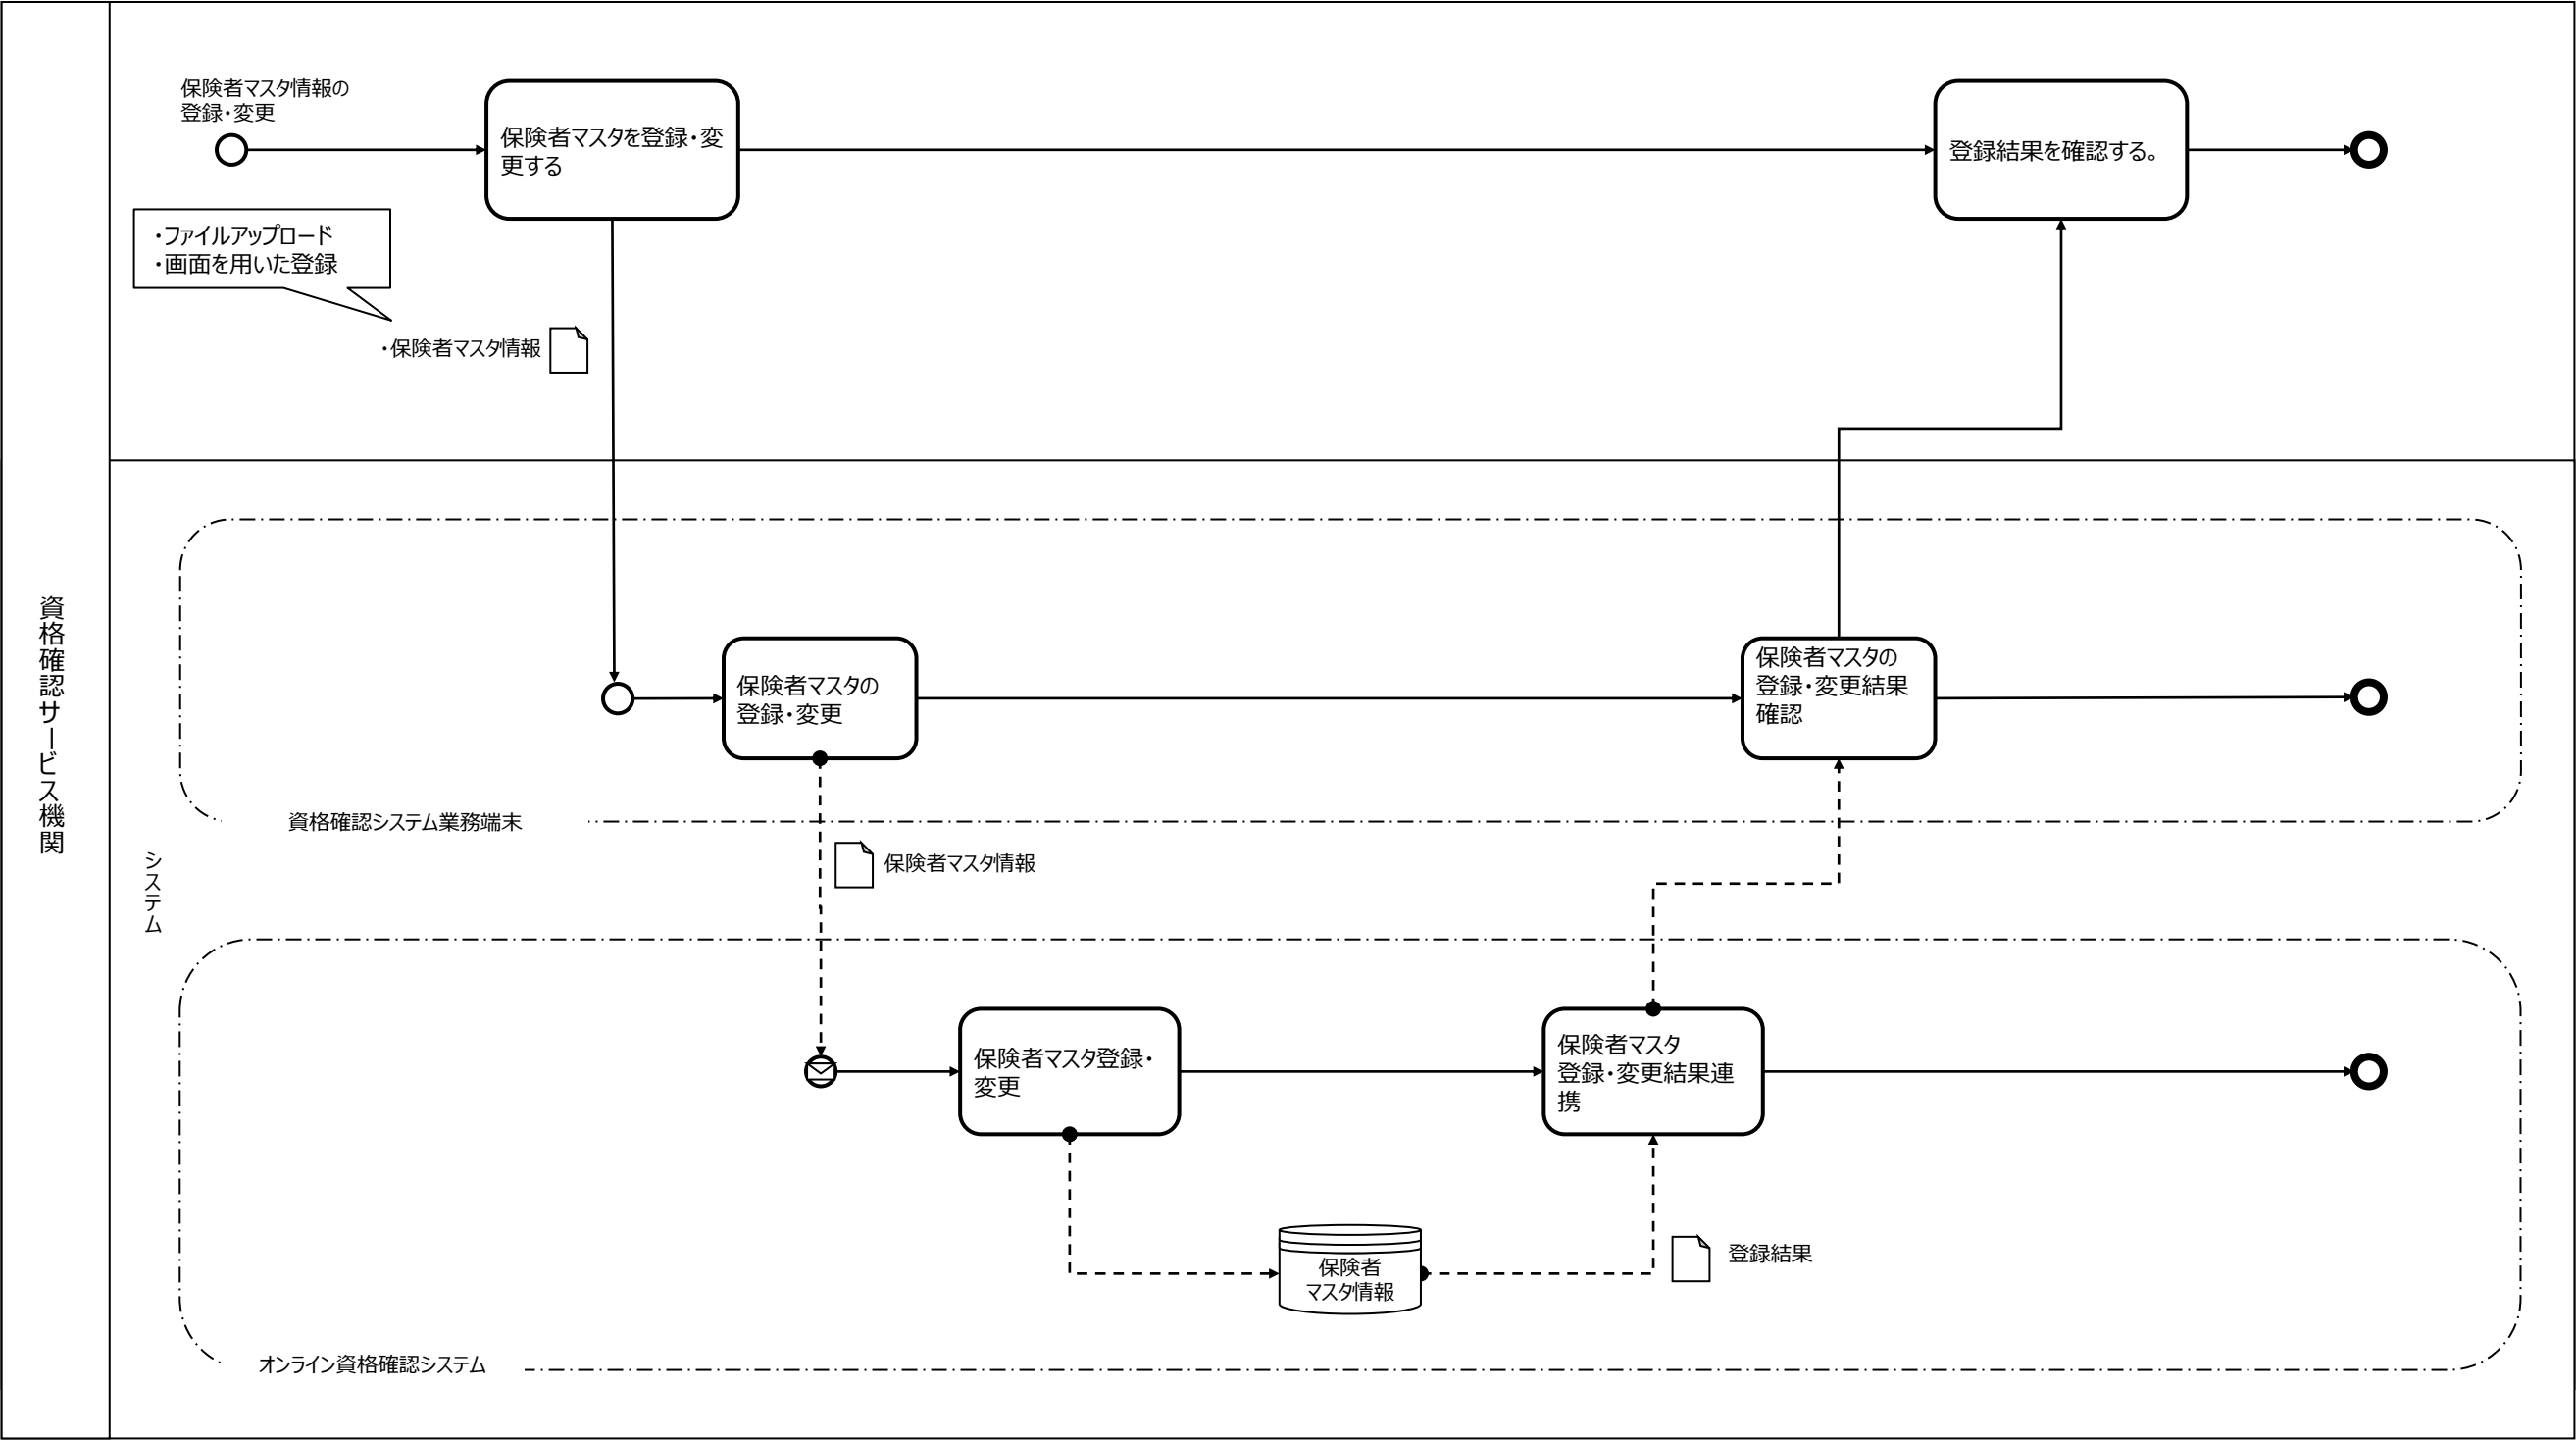 保険者マスタ情報の
登録・変更
保険者マスタを登録・変
更する
登録結果を確認する。
・ファイルアップロード
・画面を用いた登録
・保険者マスタ情報
資格確認サービス機関
保険者マスタの
登録・変更
保険者マスタの
登録・変更結果
確認
資格確認システム業務端末
システム
保険者マスタ情報
保険者マスタ登録・
変更
保険者マスタ
登録・変更結果連
携
保険者
マスタ情報
登録結果
オンライン資格確認システム